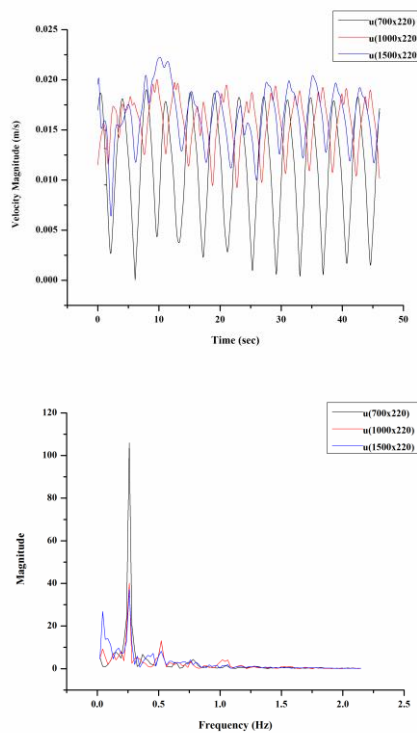 u(700x220)
u(1000x220)
u(1500x220)
0.025
0.020
0.015
0.010
0.005
0.000
Velocity Magnitude (m/s)
0 10 20 30 40 50
Time (sec)
u(700x220)
u(1000x220)
u(1500x220)
120
100
80
60
40
20
0
Magnitude
0.0 0.5 1.0 1.5 2.0 2.5
Frequency (Hz)